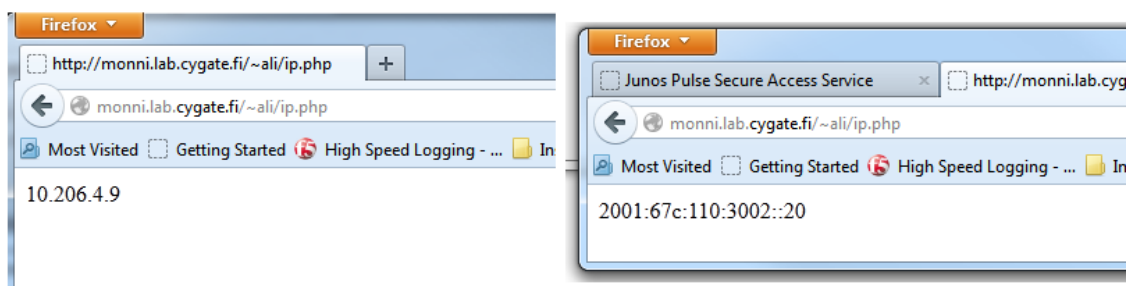 Firefox
http://monni.lab.cygate.fi/~ali/ip.php
monni.lab.cygate.fi/~ali/ip.php
Most Visited Getting Started High Speed Logging - ... In
10.206.4.9
Firefox
Junos Pulse Secure Access Service × http://monni.lab.cyg
monni.lab.cygate.fi/~ali/ip.php
Most Visited Getting Started High Speed Logging - ... In
2001:67c:110:3002::20